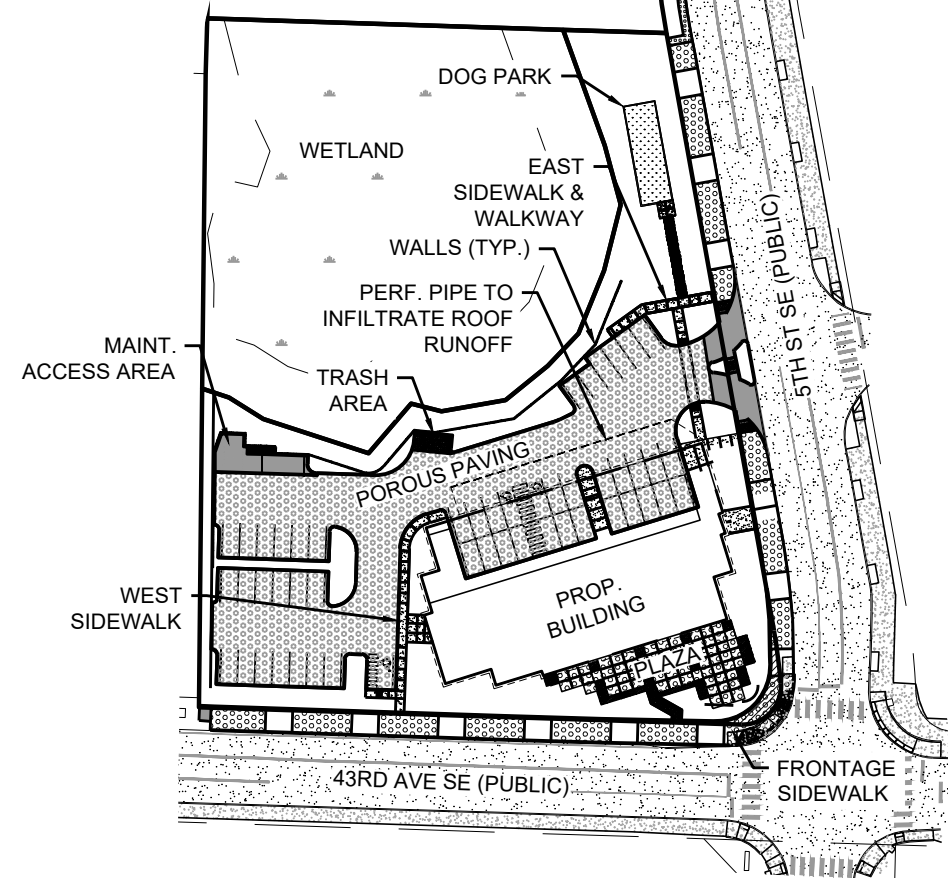 DOG PARK
WETLAND
EAST
SIDEWALK &
WALKWAY
WALLS (TYP.)
PERF. PIPE TO
INFILTRATE ROOF
RUNOFF
5TH ST SE (PUBLIC)
MAINT.
ACCESS AREA
TRASH
AREA
POROUS PAVING
WEST
SIDEWALK
PROP.
BUILDING
PLAZA
43RD AVE SE (PUBLIC)
FRONTAGE
SIDEWALK